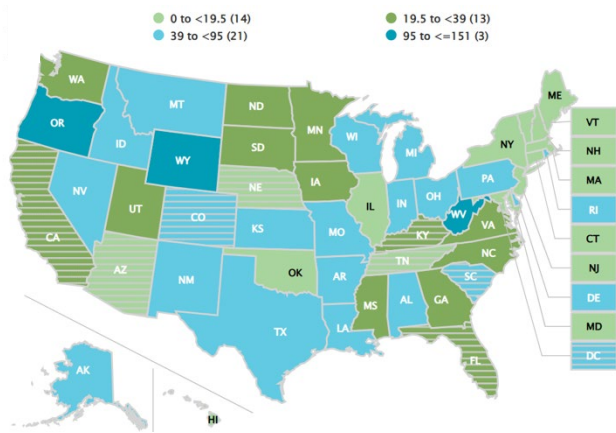 0 to <19.5 (14)
19.5 to <39 (13)
39 to <95 (21)
95 to <=151 (3)
WA
MT
ND
MN
ME
VT
OR
ID
WI
NY
NH
SD
MI
MA
WY
IA
PA
RI
NE
IL
IN
OH
NV
UT
CO
WV
CT
KS
MO
KY
VA
NJ
CA
TN
NC
DE
AZ
NM
OK
AR
SC
MD
MS
AL
GA
DC
TX
LA
FL
AK
HI